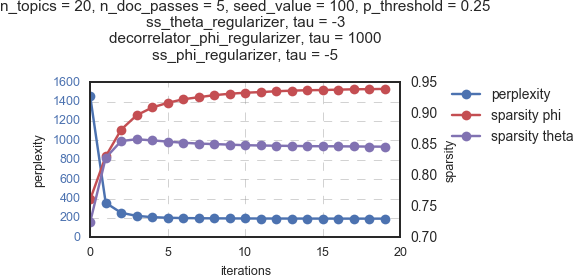 n_topics = 20, n_doc_passes = 5, seed_value = 100, p_threshold = 0.25
ss_theta_regularizer, tau = -3
decorrelator_phi_regularizer, tau = 1000
ss_phi_regularizer, tau = -5
1600
1400
1200
1000
800
600
400
200
0
perplexity
0 5 10 15 20
iterations
0.95
0.90
0.85
0.80
0.75
0.70
sparsity
perplexity
sparsity phi
sparsity theta